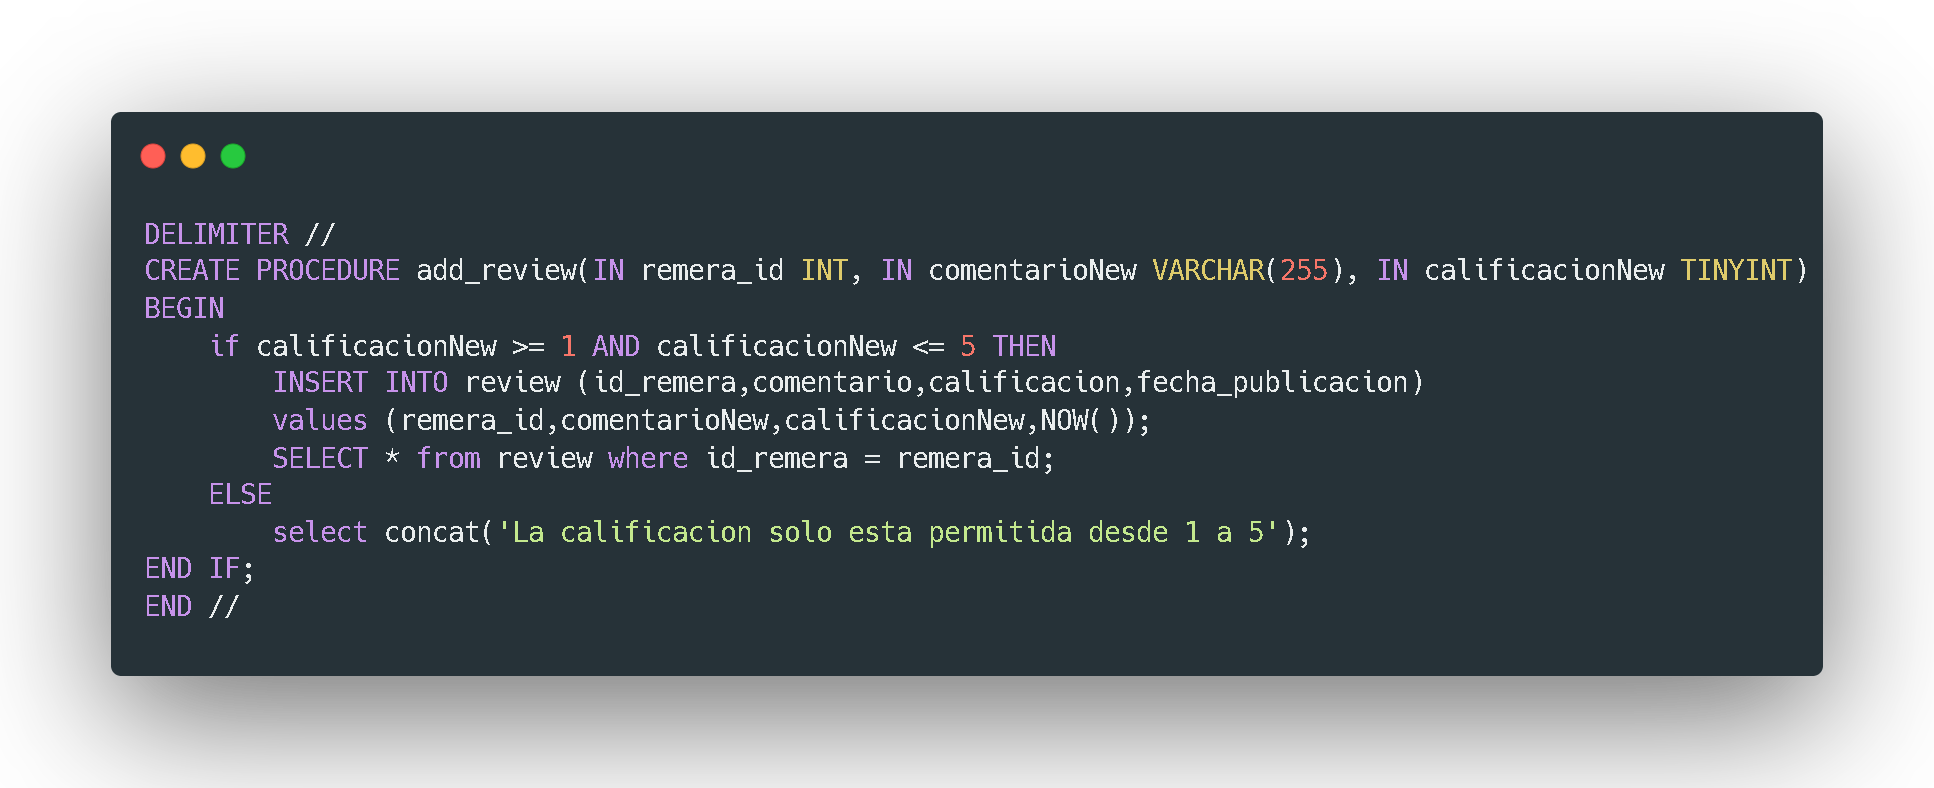 DELIMITER //
CREATE PROCEDURE add_review(IN remera_id INT, IN comentarioNew VARCHAR(255), IN calificacionNew TINYINT)
BEGIN
    if calificacionNew >= 1 AND calificacionNew <= 5 THEN
        INSERT INTO review (id_remera,comentario,calificacion,fecha_publicacion)
        values (remera_id,comentarioNew,calificacionNew,NOW());
        SELECT * from review where id_remera = remera_id;
    ELSE
        select concat('La calificacion solo esta permitida desde 1 a 5');
END IF;
END //